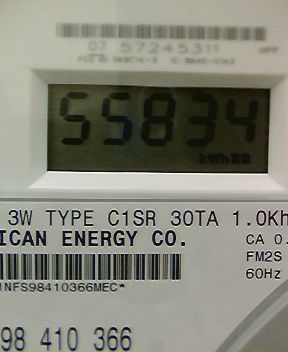 07 57245311
55834
kWh
3W TYPE C1SR 30TA 1.0Kh
ICAN ENERGY CO.
CA 0.
FM2S
60Hz
NFS98410366MEC*
98 410 366